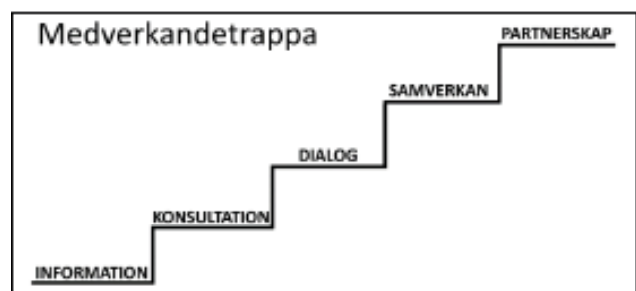 Medverkandetrappa
PARTNERSKAP
SAMVERKAN
DIALOG
KONSULTATION
INFORMATION